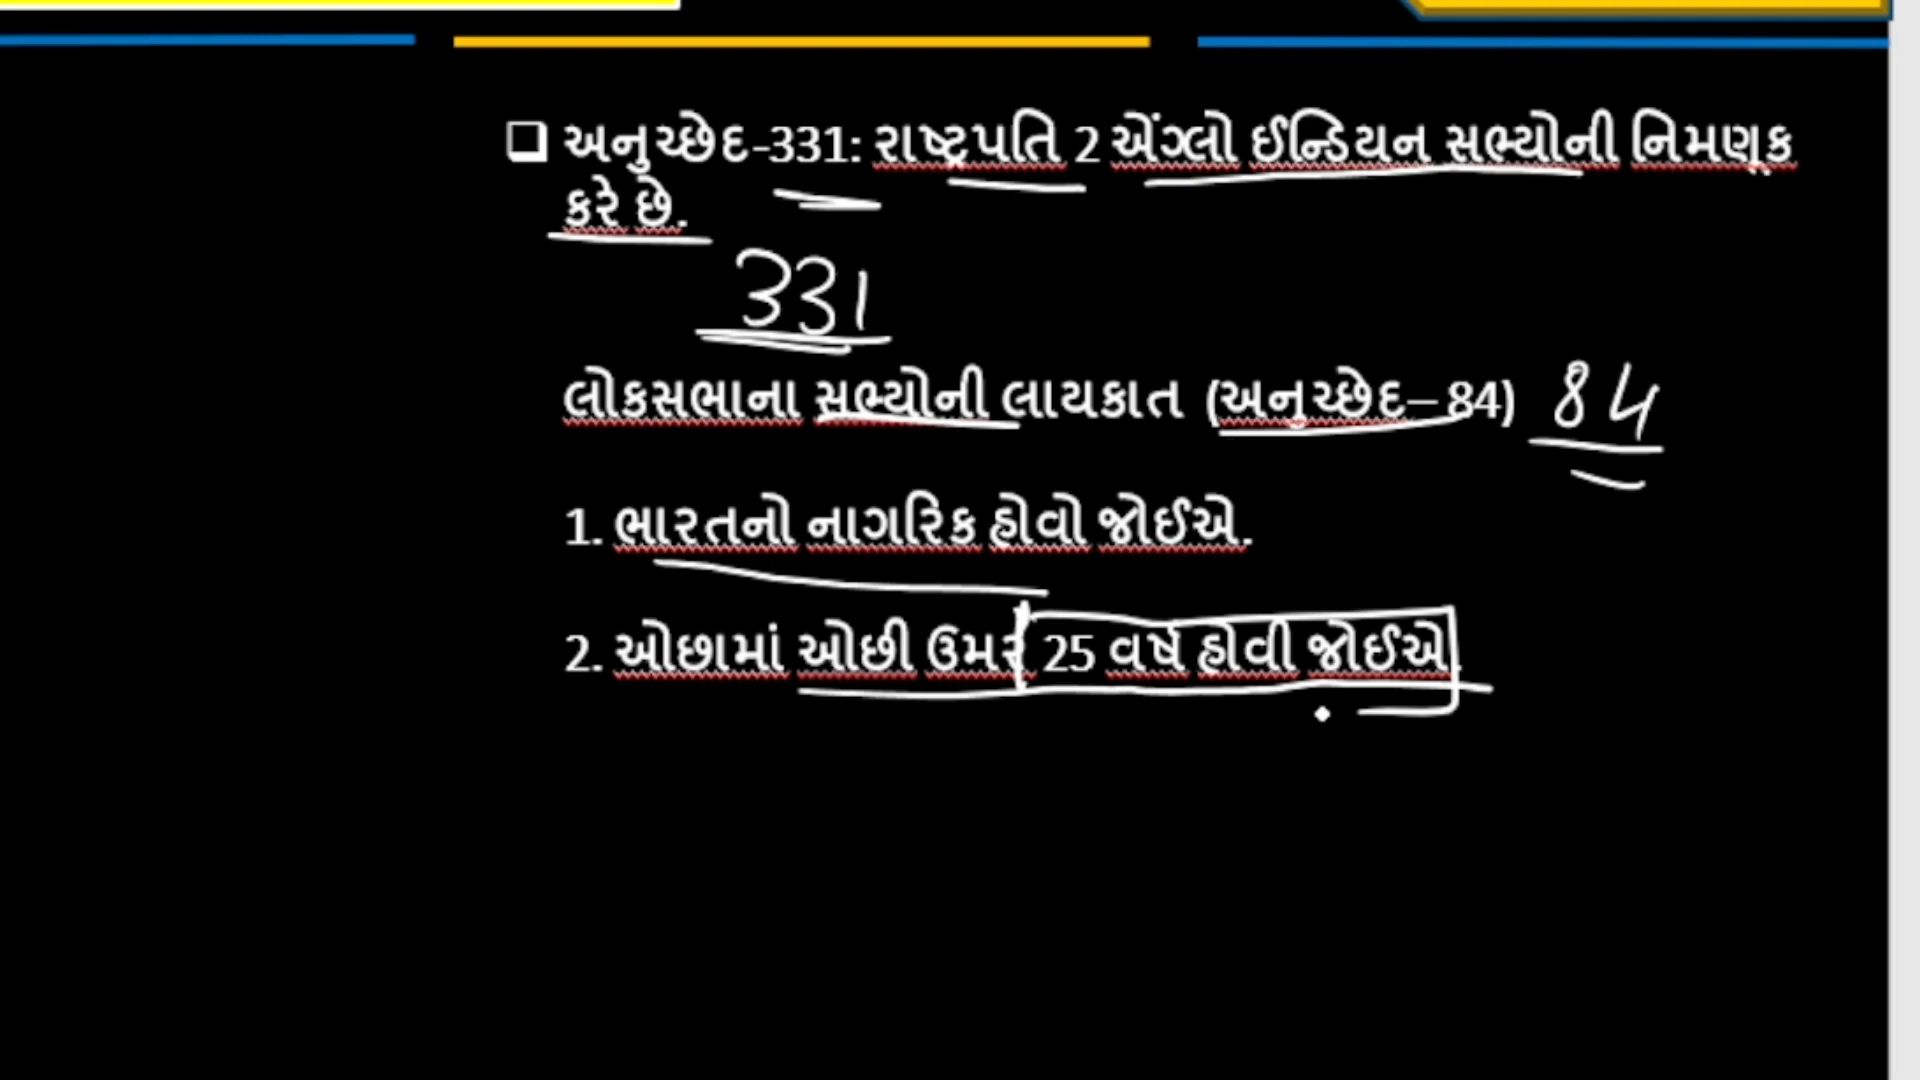 ❑ અનુચ્છેદ-331: રાષ્ટ્રપતિ 2 એંગ્લો ઈન્ડિયન સભ્યોની નિમણૂક
કરે છે.
331
લોકસભાના સભ્યોની લાયકાત (અનુચ્છેદ– 84) 84
1. ભારતનો નાગરિક હોવો જોઈએ.
2. ઓછામાં ઓછી ઉમર 25 વર્ષ હોવી જોઈએ.